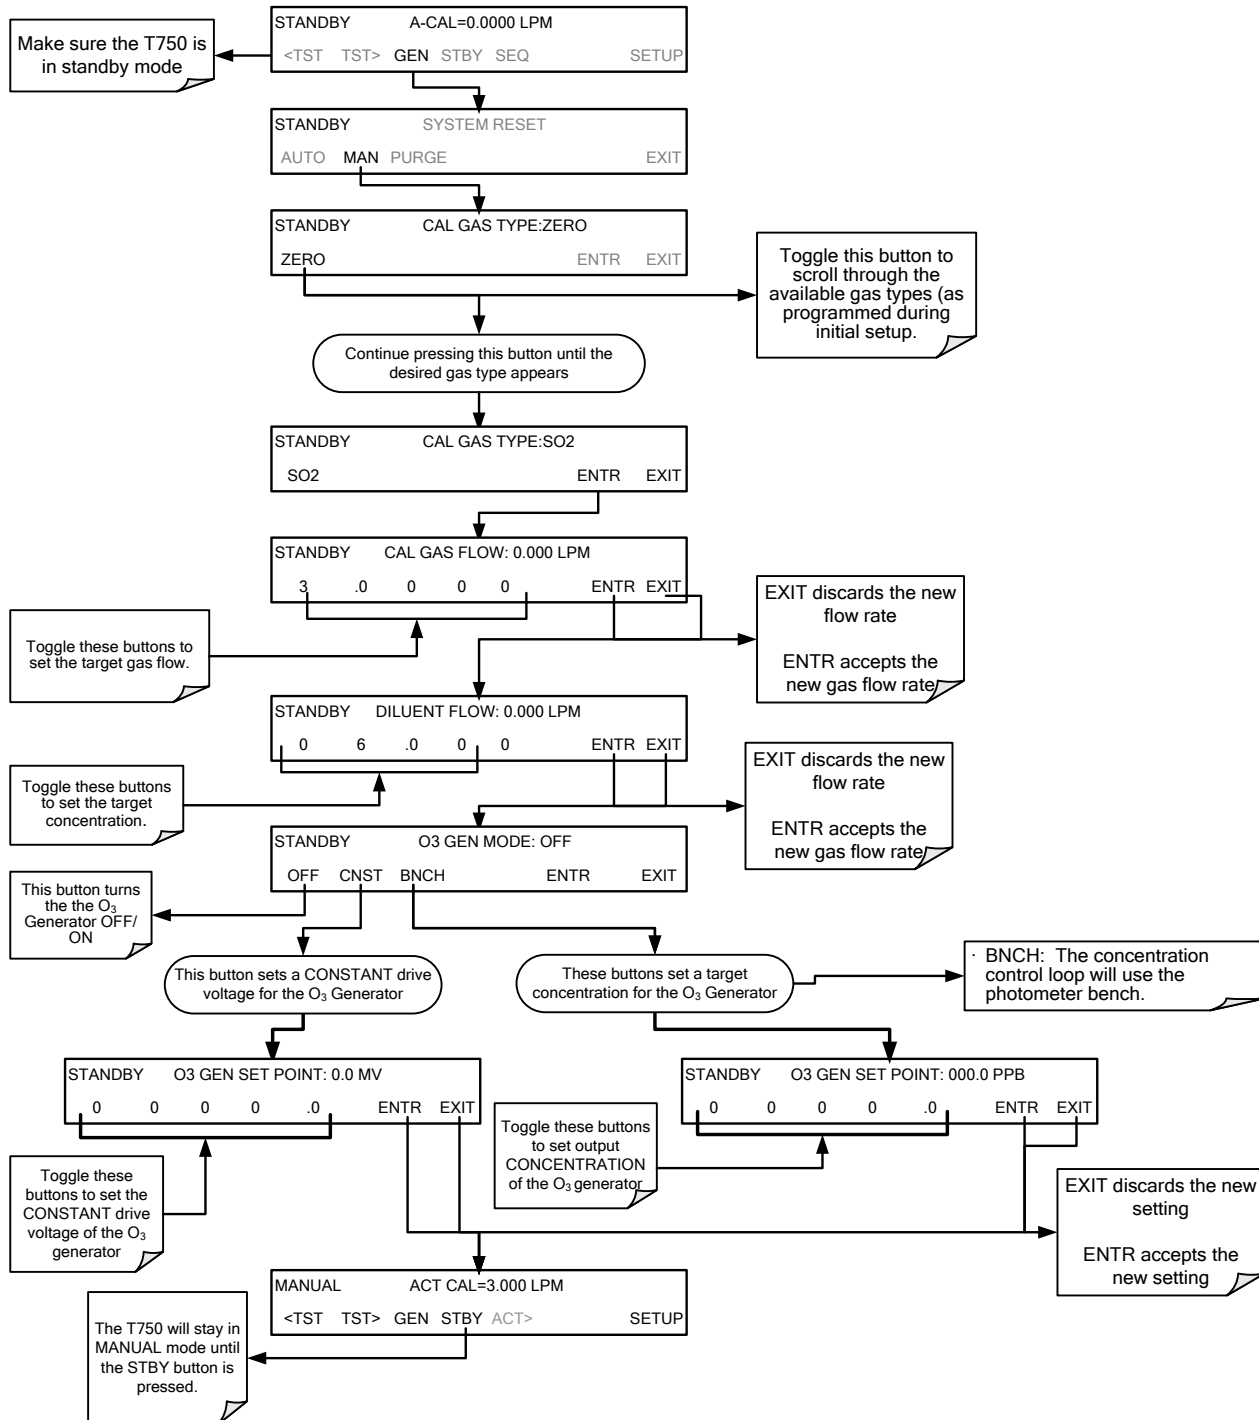 STANDBY A-CAL=0.0000 LPM
<TST TST> GEN STBY SEQ SETUP
Make sure the T750 is
in standby mode
STANDBY SYSTEM RESET
AUTO MAN PURGE EXIT
STANDBY CAL GAS TYPE:ZERO
ZERO ENTR EXIT
Toggle this button to
scroll through the
available gas types (as
programmed during
initial setup.
Continue pressing this button until the
desired gas type appears
STANDBY CAL GAS TYPE:SO2
SO2 ENTR EXIT
STANDBY CAL GAS FLOW: 0.000 LPM
3 .0 0 0 0 ENTR EXIT
EXIT discards the new
flow rate
ENTR accepts the
new gas flow rate
Toggle these buttons to
set the target gas flow.
STANDBY DILUENT FLOW: 0.000 LPM
0 6 .0 0 0 ENTR EXIT
EXIT discards the new
flow rate
ENTR accepts the
new gas flow rate
Toggle these buttons
to set the target
concentration.
STANDBY O3 GEN MODE: OFF
OFF CNST BNCH ENTR EXIT
This button turns
the the O₃
Generator OFF/
ON
This button sets a CONSTANT drive
voltage for the O₃ Generator
These buttons set a target
concentration for the O₃ Generator
· BNCH: The concentration
control loop will use the
photometer bench.
STANDBY O3 GEN SET POINT: 0.0 MV
0 0 0 0 .0 ENTR EXIT
STANDBY O3 GEN SET POINT: 000.0 PPB
0 0 0 0 .0 ENTR EXIT
Toggle these buttons
to set output
CONCENTRATION
of the O₃ generator
Toggle these
buttons to set the
CONSTANT drive
voltage of the O₃
generator
EXIT discards the new
setting
ENTR accepts the
new setting
MANUAL ACT CAL=3.000 LPM
<TST TST> GEN STBY ACT> SETUP
The T750 will stay in
MANUAL mode until
the STBY button is
pressed.